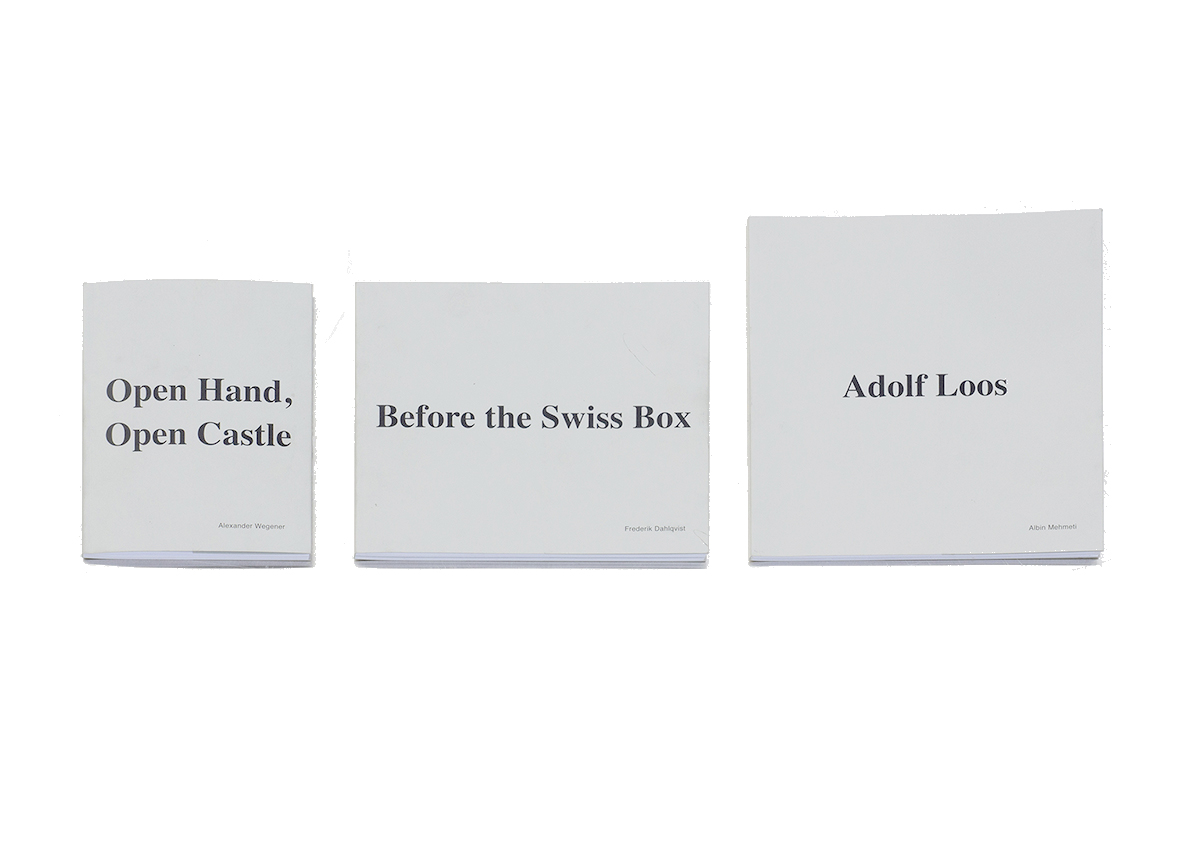 Open Hand,
Open Castle
Alexander Wegener
Before the Swiss Box
Frederik Dahlqvist
Adolf Loos
Albin Mehmeti